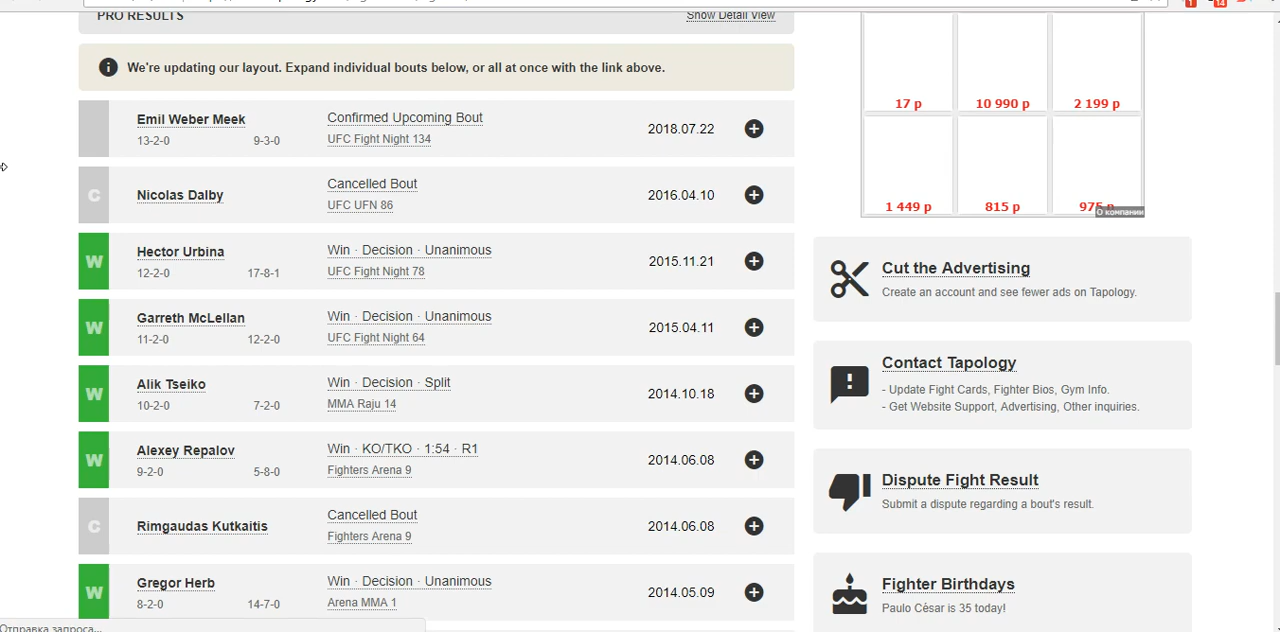 PRO RESULTS
Show Detail View
We're updating our layout. Expand individual bouts below, or all at once with the link above.
Emil Weber Meek
13-2-0 9-3-0
Confirmed Upcoming Bout
UFC Fight Night 134
2018.07.22
C
Nicolas Dalby
Cancelled Bout
UFC UFN 86
2016.04.10
W
Hector Urbina
12-2-0 17-8-1
Win · Decision · Unanimous
UFC Fight Night 78
2015.11.21
W
Garreth McLellan
11-2-0 12-2-0
Win · Decision · Unanimous
UFC Fight Night 64
2015.04.11
W
Alik Tseiko
10-2-0 7-2-0
Win · Decision · Split
MMA Raju 14
2014.10.18
W
Alexey Repalov
9-2-0 5-8-0
Win · KO/TKO · 1:54 · R1
Fighters Arena 9
2014.06.08
C
Rimgaudas Kutkaitis
Cancelled Bout
Fighters Arena 9
2014.06.08
W
Gregor Herb
8-2-0 14-7-0
Win · Decision · Unanimous
Arena MMA 1
2014.05.09
Отправка запроса...
1
14
17 р 10 990 р 2 199 р
1 449 р 815 р 975 р
О компании
Cut the Advertising
Create an account and see fewer ads on Tapology.
Contact Tapology
- Update Fight Cards, Fighter Bios, Gym Info.
- Get Website Support, Advertising, Other inquiries.
Dispute Fight Result
Submit a dispute regarding a bout's result.
Fighter Birthdays
Paulo César is 35 today!